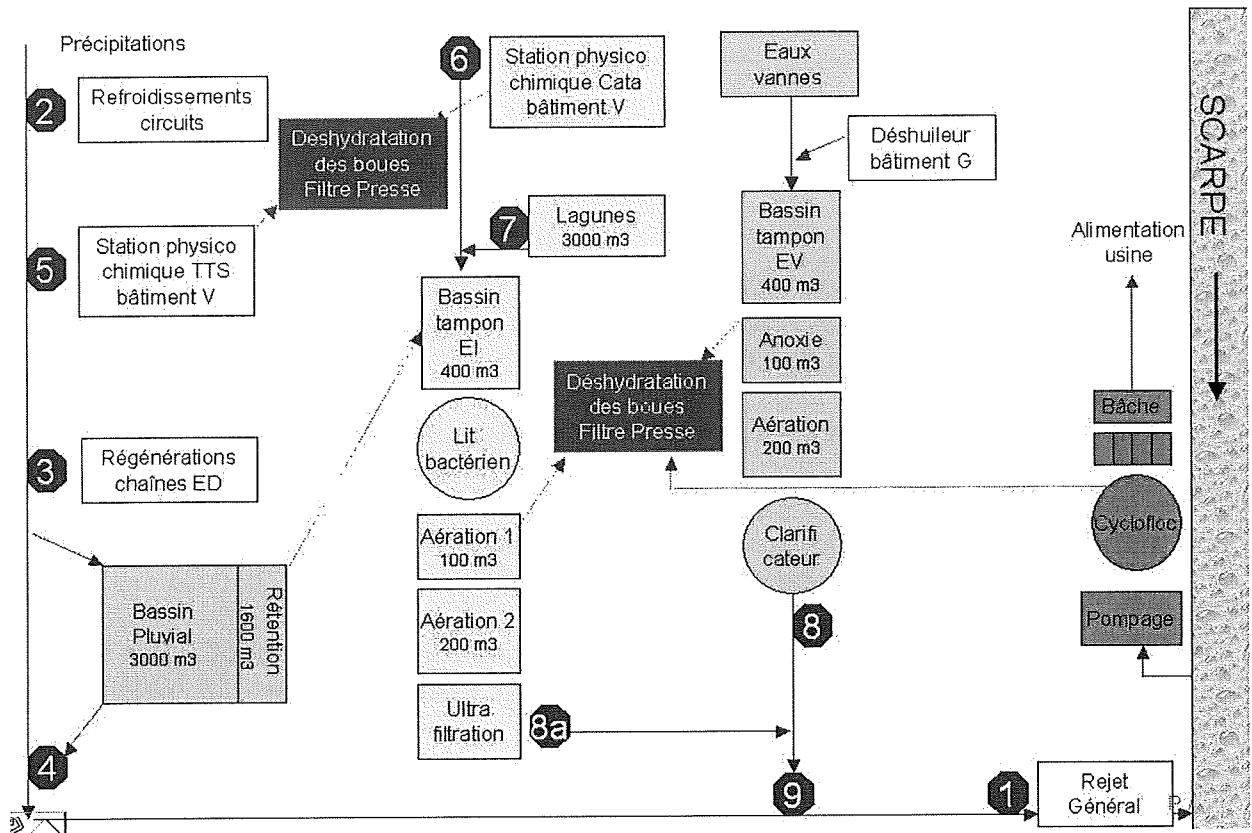 Précipitations
2
Refroidissements
circuits
Deshydratation
des boues
Filtre Presse
5
Station physico
chimique TTS
bâtiment V
3
Régénérations
chaînes ED
Bassin
Pluvial
3000 m3
Rétention
1600 m3
4
6
Station physico
chimique Cata
bâtiment V
7
Lagunes
3000 m3
Bassin
tampon
EI
400 m3
Lit
bactérien
Aération 1
100 m3
Aération 2
200 m3
Ultra
filtration
8a
Déshydratation
des boues
Filtre Presse
Eaux
vannes
Déshuileur
bâtiment G
Bassin
tampon
EV
400 m3
Anoxie
100 m3
Aération
200 m3
Clarifi
cateur
8
9
1
Rejet
Général
Alimentation
usine
Bâche
Cyclofloc
Pompage
SCARPE